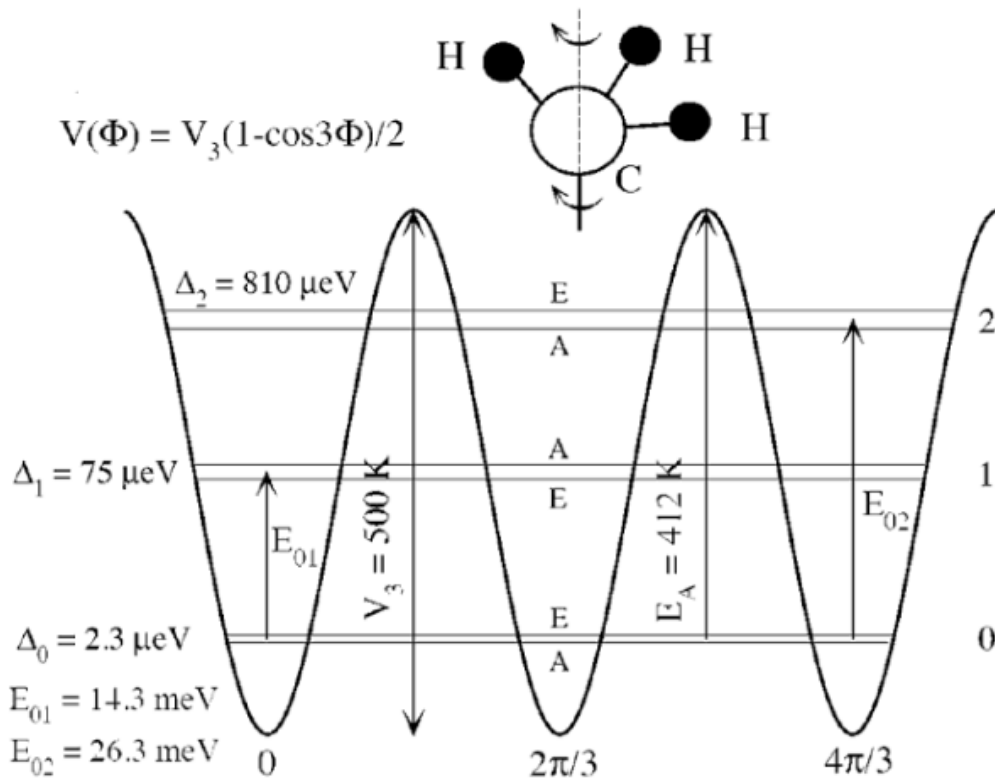 H
H
V(Φ) = V₃(1-cos3Φ)/2
H
C
Δ₂ = 810 μeV
E
2
A
Δ₁ = 75 μeV
A
1
E
E₀₁
V₃ = 500 K
E_A = 412 K
E₀₂
Δ₀ = 2.3 μeV
E
0
A
E₀₁ = 14.3 meV
E₀₂ = 26.3 meV
0
2π/3
4π/3